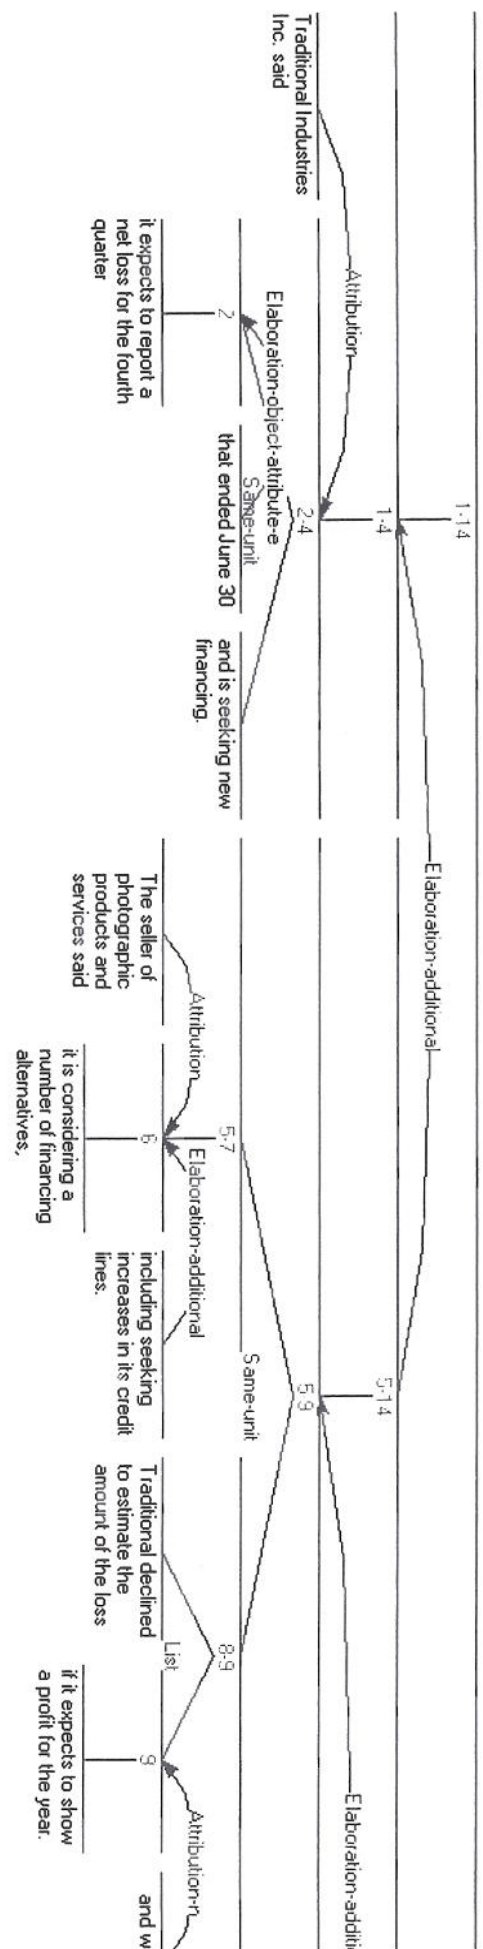 1-14
Elaboration-additional
1-4
5-14
Attribution
Elaboration-additi
Traditional Industries
Inc. said
2-4
5-9
Elaboration-object-attribute-e
Same-unit
Same-unit
2
that ended June 30
and is seeking new
financing.
5-7
8-9
it expects to report a
net loss for the fourth
quarter
Attribution
Elaboration-additional
List
Attribution-n
The seller of
photographic
products and
services said
6
including seeking
increases in its credit
lines.
Traditional declined
to estimate the
amount of the loss
9
and w
it is considering a
number of financing
alternatives,
if it expects to show
a profit for the year.